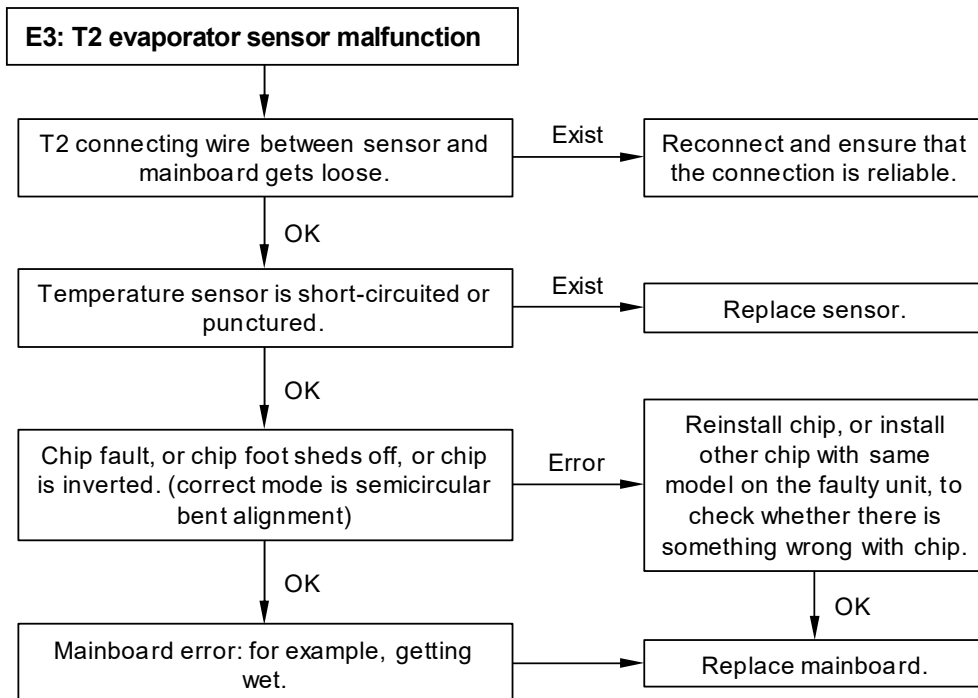 E3: T2 evaporator sensor malfunction
T2 connecting wire between sensor and
mainboard gets loose.
Exist
Reconnect and ensure that
the connection is reliable.
OK
Temperature sensor is short-circuited or
punctured.
Exist
Replace sensor.
OK
Chip fault, or chip foot sheds off, or chip
is inverted. (correct mode is semicircular
bent alignment)
Error
Reinstall chip, or install
other chip with same
model on the faulty unit, to
check whether there is
something wrong with chip.
OK
OK
Mainboard error: for example, getting
wet.
Replace mainboard.